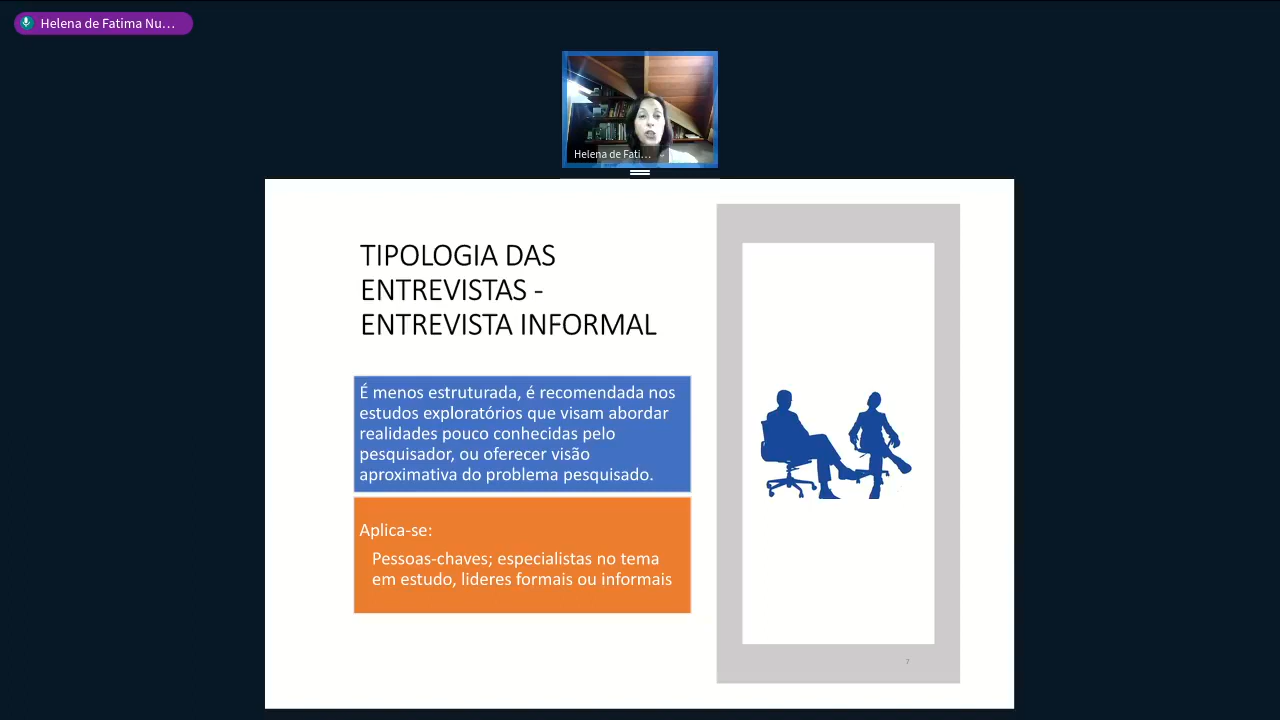 Helena de Fatima Nu...
Helena de Fati...
TIPOLOGIA DAS
ENTREVISTAS -
ENTREVISTA INFORMAL
É menos estruturada, é recomendada nos
estudos exploratórios que visam abordar
realidades pouco conhecidas pelo
pesquisador, ou oferecer visão
aproximativa do problema pesquisado.
Aplica-se:
Pessoas-chaves; especialistas no tema
em estudo, lideres formais ou informais
7